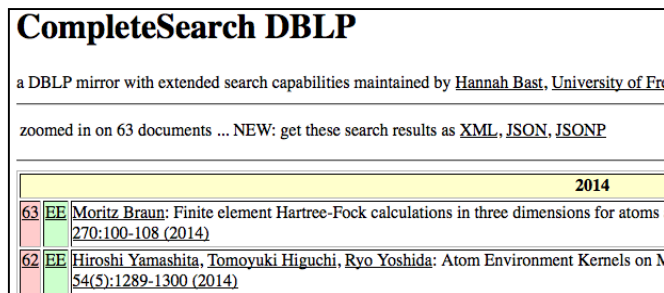 CompleteSearch DBLP
a DBLP mirror with extended search capabilities maintained by Hannah Bast, University of
zoomed in on 63 documents ... NEW: get these search results as XML, JSON, JSONP
2014
63 EE Moritz Braun: Finite element Hartree-Fock calculations in three dimensions for atoms
270:100-108 (2014)
62 EE Hiroshi Yamashita, Tomoyuki Higuchi, Ryo Yoshida: Atom Environment Kernels on
54(5):1289-1300 (2014)